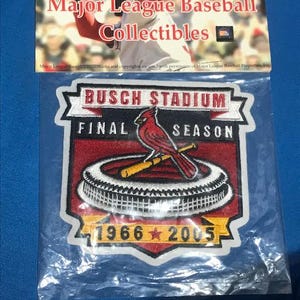 Major League Baseball
Collectibles
BUSCH STADIUM
FINAL SEASON
1966 ★ 2005